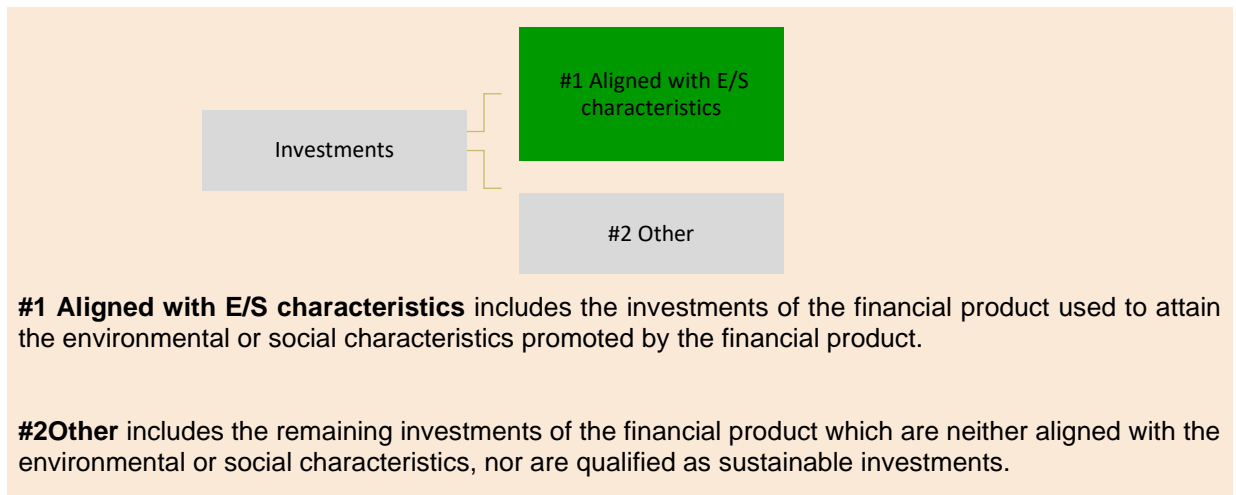 #1 Aligned with E/S
characteristics
Investments
#2 Other
#1 Aligned with E/S characteristics includes the investments of the financial product used to attain
the environmental or social characteristics promoted by the financial product.
#2Other includes the remaining investments of the financial product which are neither aligned with the
environmental or social characteristics, nor are qualified as sustainable investments.